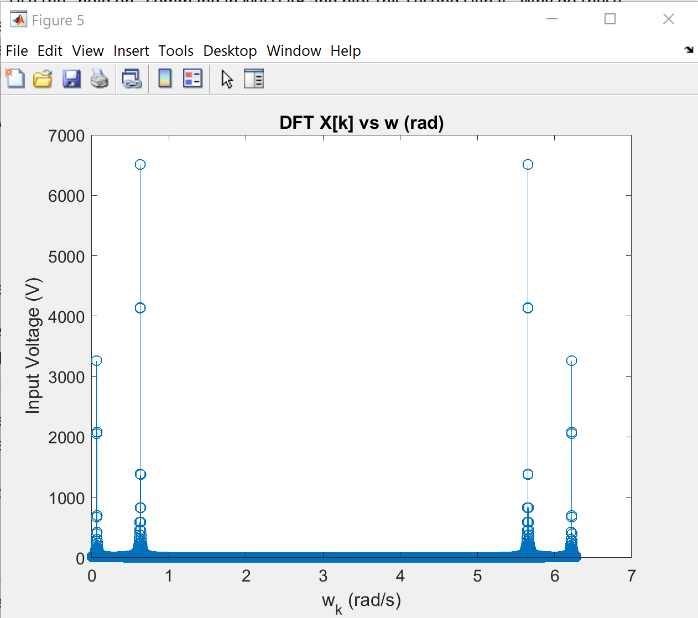 Figure 5
File Edit View Insert Tools Desktop Window Help
DFT X[k] vs w (rad)
7000
6000
5000
4000
3000
2000
1000
0
Input Voltage (V)
0 1 2 3 4 5 6 7
w_k (rad/s)